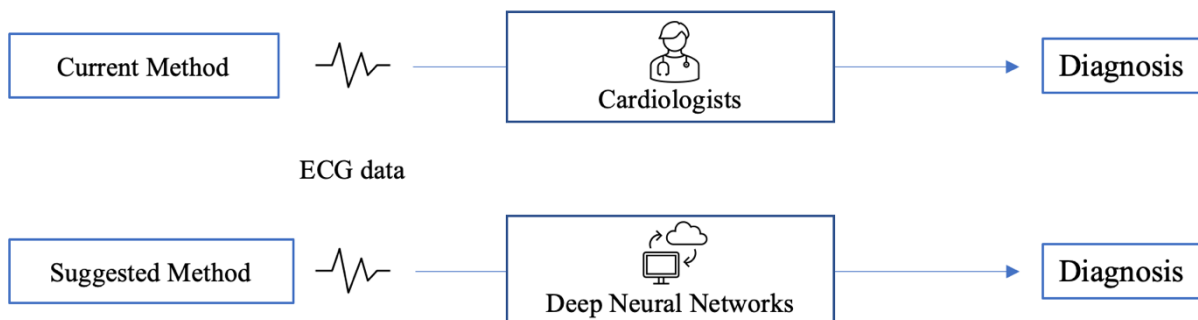 Current Method
Cardiologists
Diagnosis
ECG data
Suggested Method
Deep Neural Networks
Diagnosis